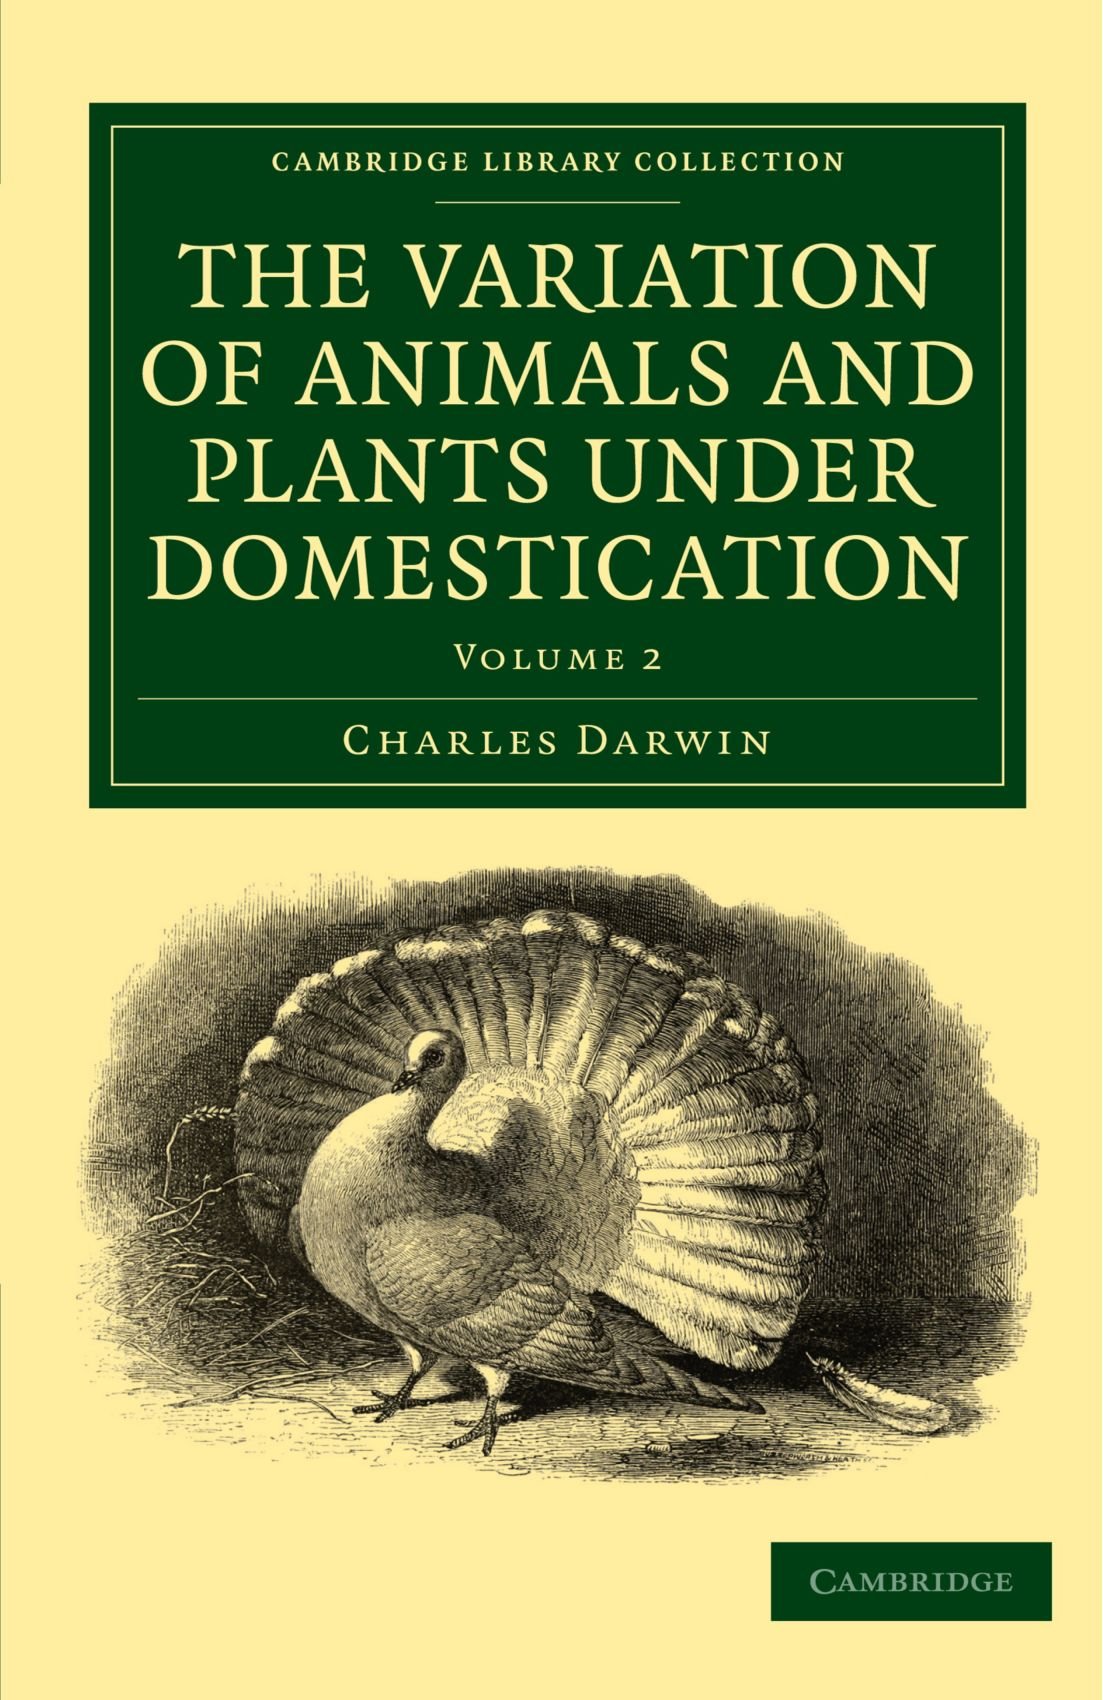 CAMBRIDGE LIBRARY COLLECTION
THE VARIATION
OF ANIMALS AND
PLANTS UNDER
DOMESTICATION
VOLUME 2
CHARLES DARWIN
CAMBRIDGE